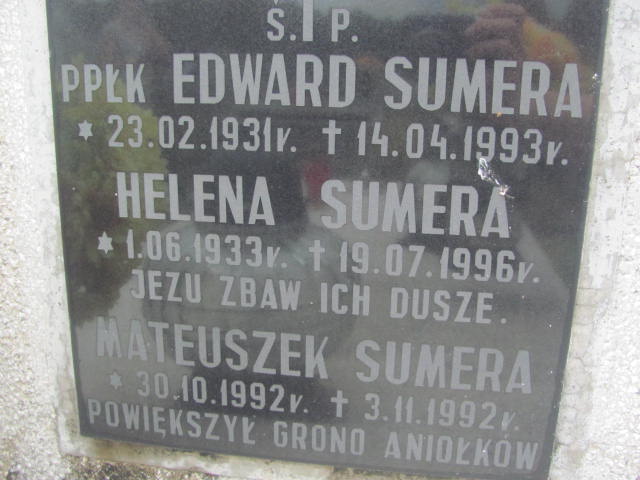 Ś.†P.
PPŁK EDWARD SUMERA
* 23.02.1931r. † 14.04.1993r.
HELENA SUMERA
* 1.06.1933r. † 19.07.1996r.
JEZU ZBAW ICH DUSZE.
MATEUSZEK SUMERA
* 30.10.1992r. † 3.11.1992r.
POWIĘKSZYŁ GRONO ANIOŁKÓW